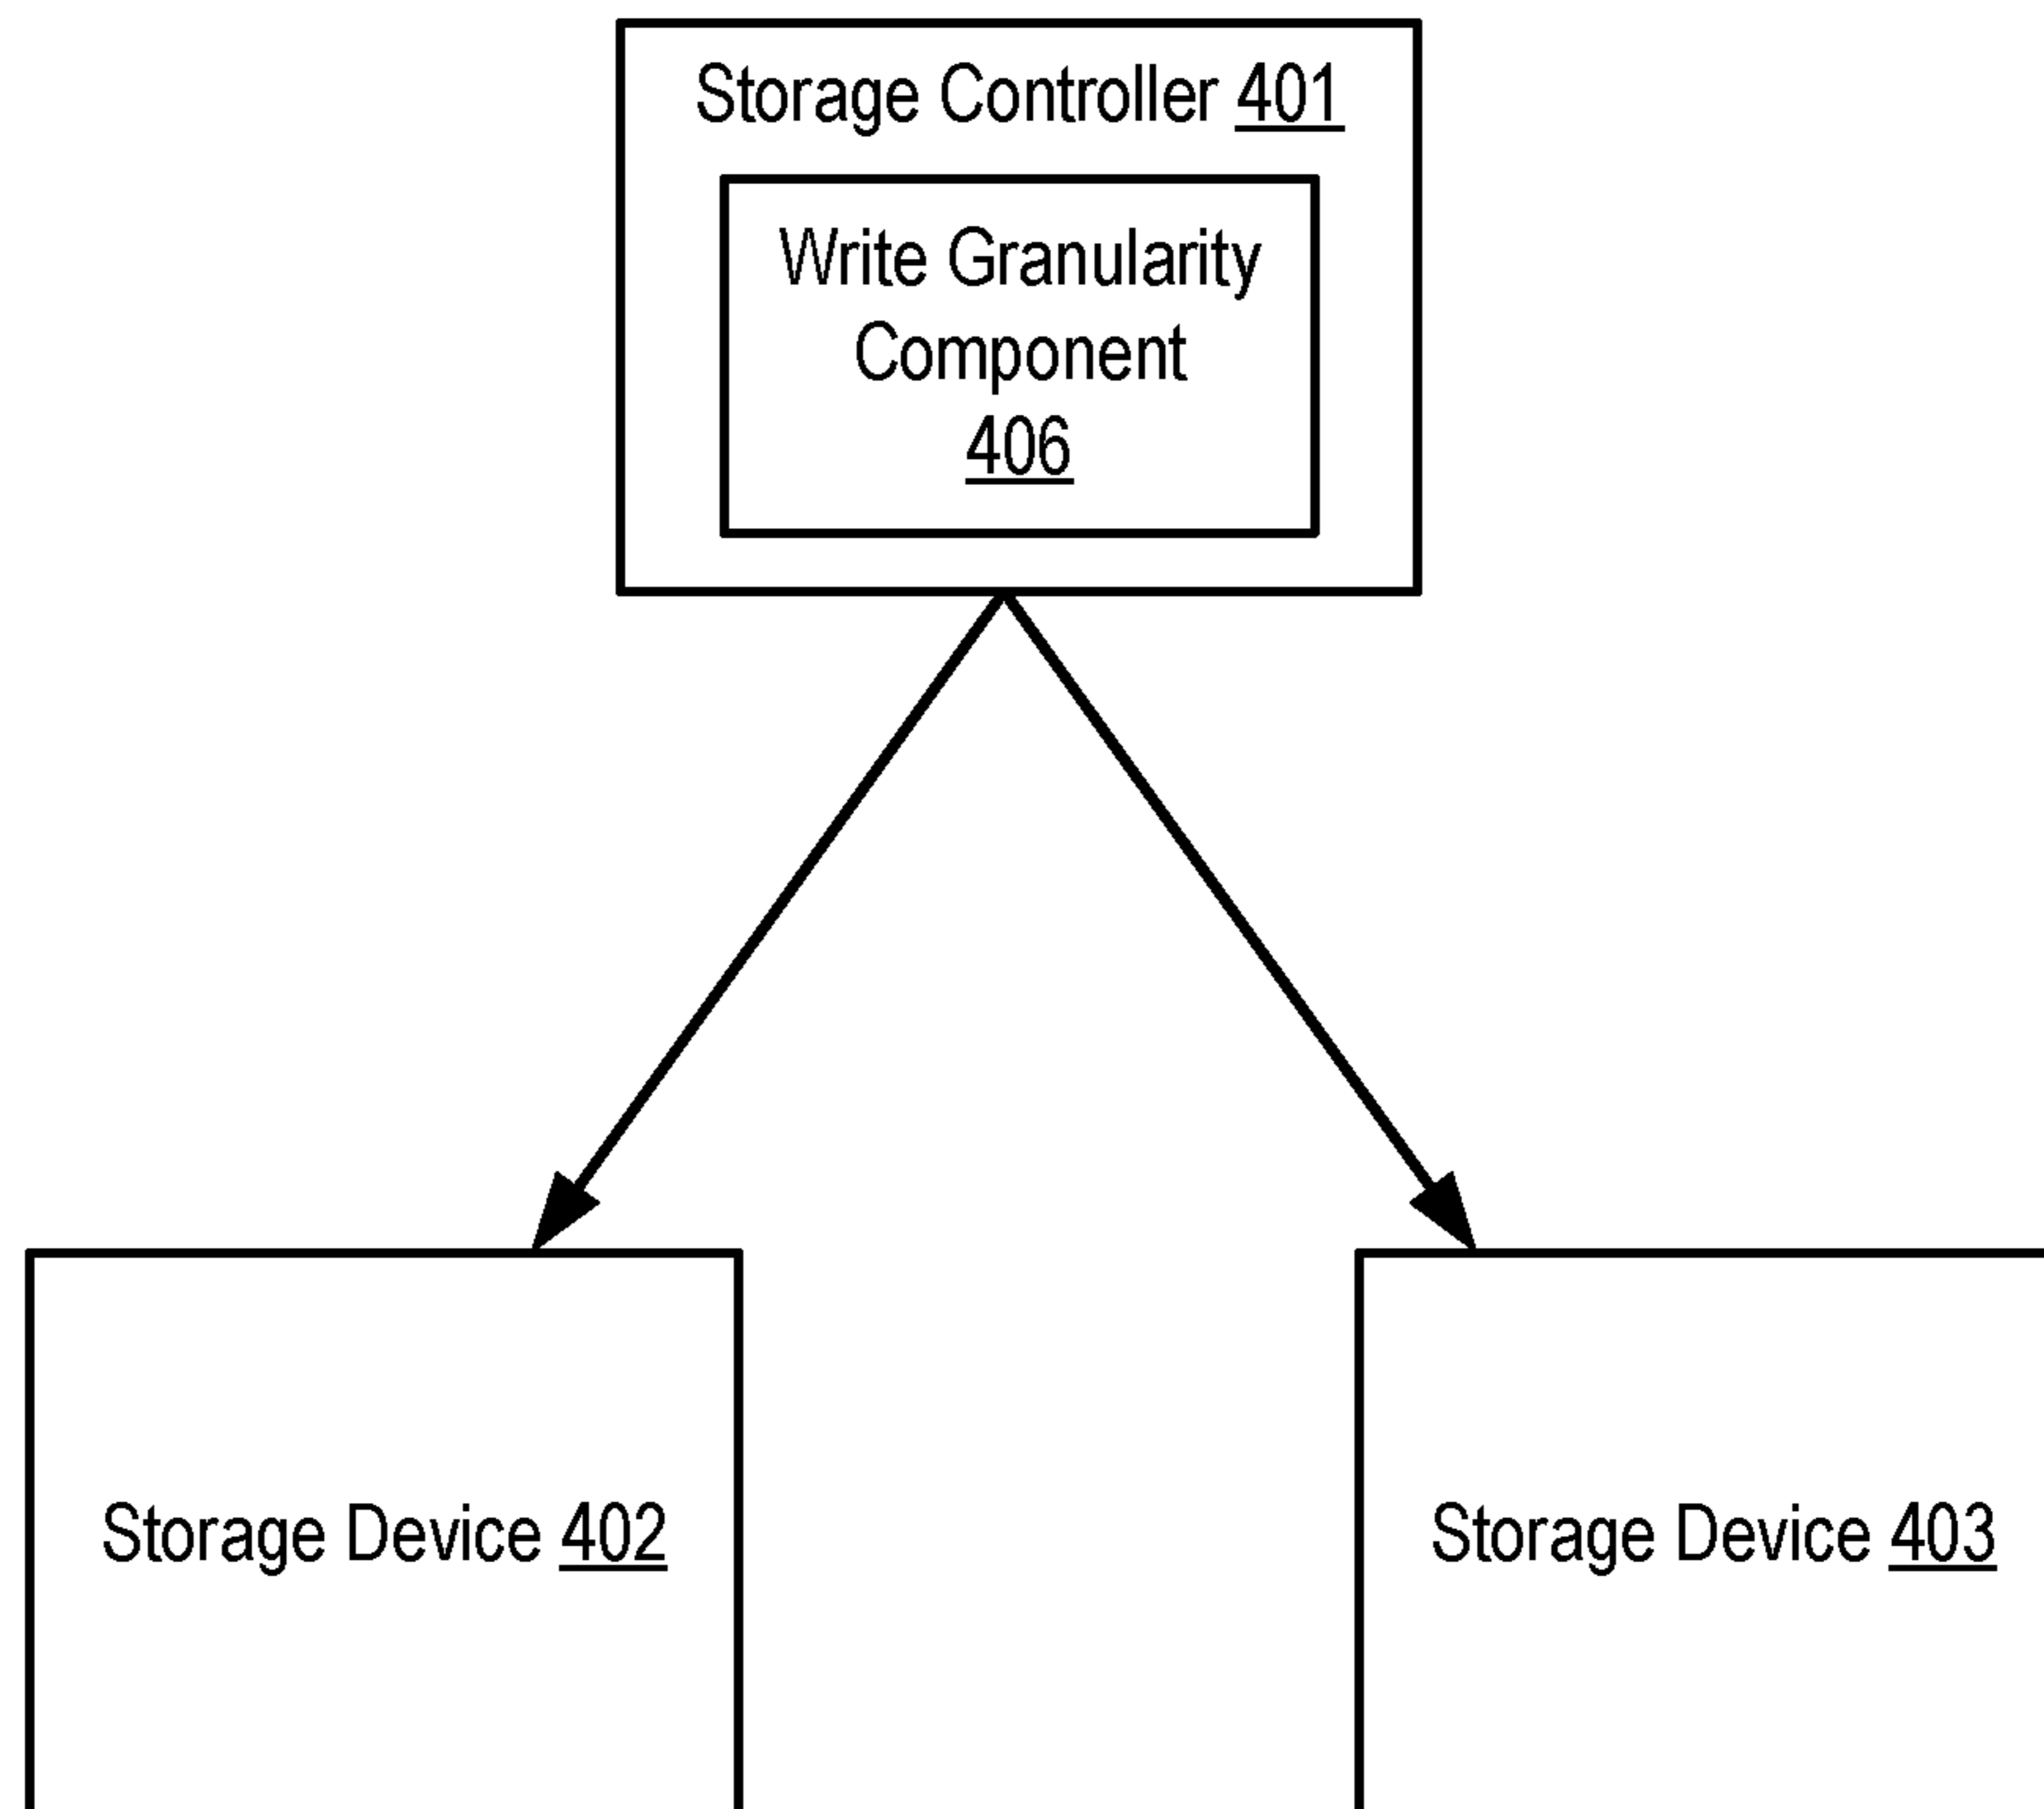 Storage Controller 401
Write Granularity
Component
406
Storage Device 402
Storage Device 403